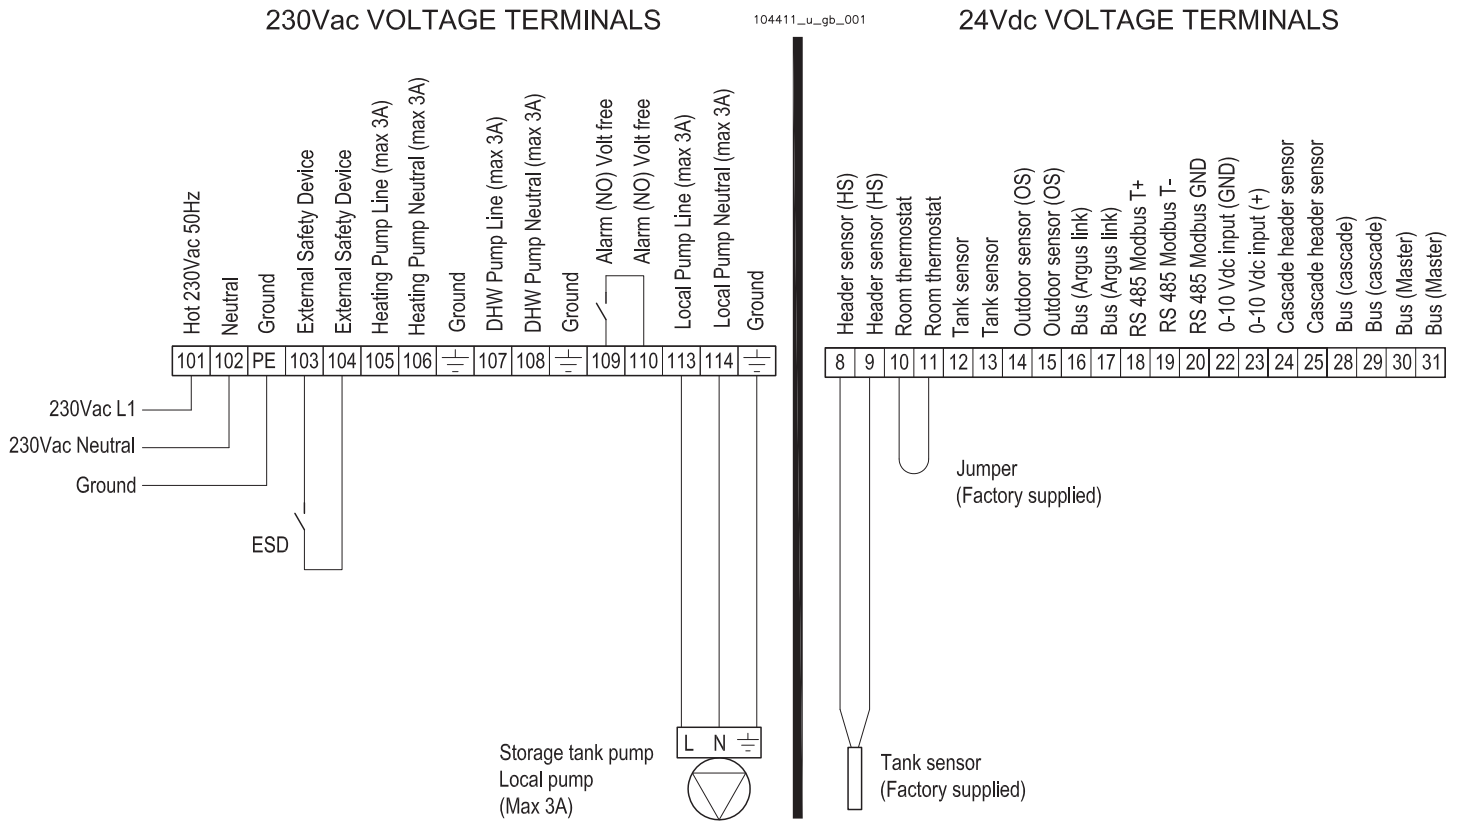 230Vac VOLTAGE TERMINALS
104411_u_gb_001
24Vdc VOLTAGE TERMINALS
Hot 230Vac 50Hz
Neutral
Ground
External Safety Device
External Safety Device
Heating Pump Line (max 3A)
Heating Pump Neutral (max 3A)
Ground
DHW Pump Line (max 3A)
DHW Pump Neutral (max 3A)
Ground
Alarm (NO) Volt free
Alarm (NO) Volt free
Local Pump Line (max 3A)
Local Pump Neutral (max 3A)
Ground
101 102 PE 103 104 105 106 107 108 109 110 113 114
230Vac L1
230Vac Neutral
Ground
ESD
L N
Storage tank pump
Local pump
(Max 3A)
Header sensor (HS)
Header sensor (HS)
Room thermostat
Room thermostat
Tank sensor
Tank sensor
Outdoor sensor (OS)
Outdoor sensor (OS)
Bus (Argus link)
Bus (Argus link)
RS 485 Modbus T+
RS 485 Modbus T-
RS 485 Modbus GND
0-10 Vdc input (GND)
0-10 Vdc input (+)
Cascade header sensor
Cascade header sensor
Bus (cascade)
Bus (cascade)
Bus (Master)
Bus (Master)
8 9 10 11 12 13 14 15 16 17 18 19 20 22 23 24 25 28 29 30 31
Jumper
(Factory supplied)
Tank sensor
(Factory supplied)